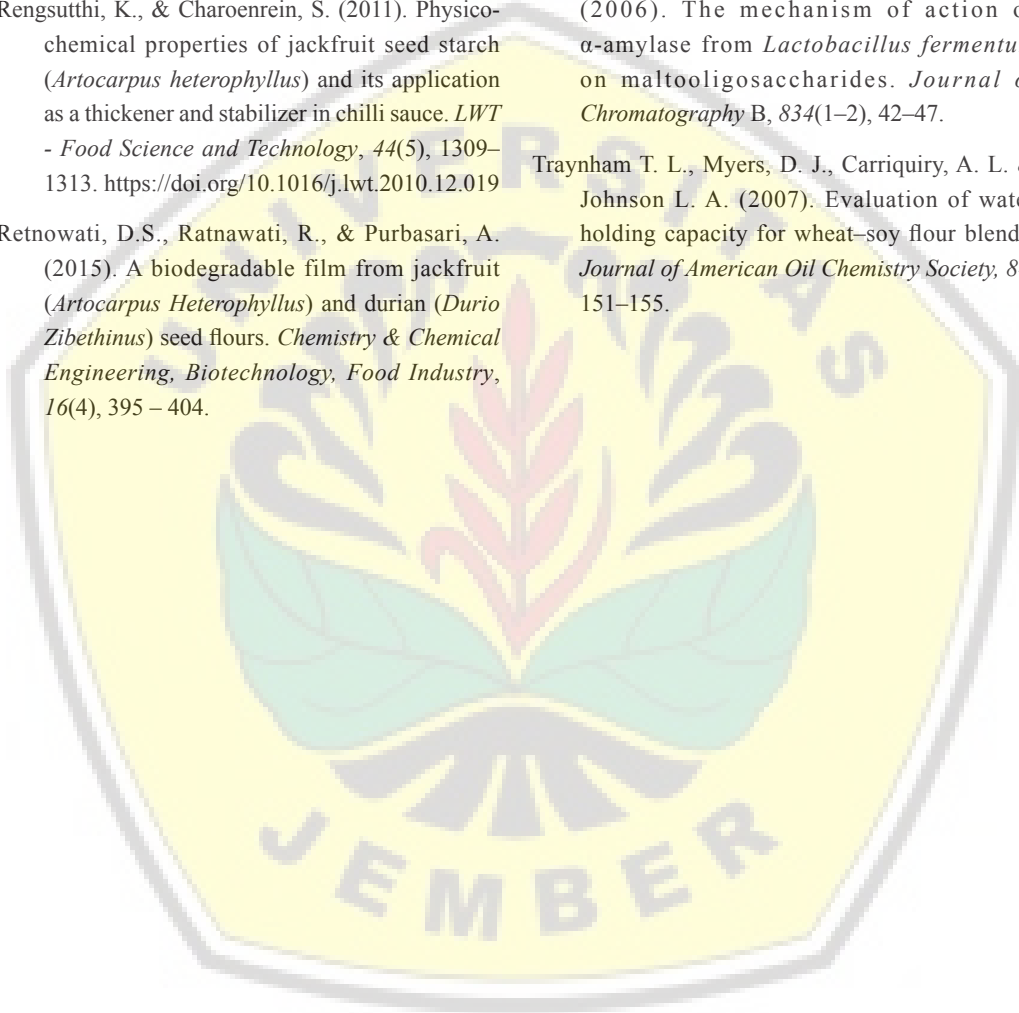 Rengsutthi, K., & Charoenrein, S. (2011). Physico-
chemical properties of jackfruit seed starch
(Artocarpus heterophyllus) and its application
as a thickener and stabilizer in chilli sauce. LWT
- Food Science and Technology, 44(5), 1309–
1313. https://doi.org/10.1016/j.lwt.2010.12.019
Retnowati, D.S., Ratnawati, R., & Purbasari, A.
(2015). A biodegradable film from jackfruit
(Artocarpus Heterophyllus) and durian (Durio
Zibethinus) seed flours. Chemistry & Chemical
Engineering, Biotechnology, Food Industry,
16(4), 395 – 404.
(2006). The mechanism of action
α-amylase from Lactobacillus
on maltooligosaccharides. Journal
Chromatography B, 834(1–2), 42–47.
Traynham T. L., Myers, D. J., Carriquiry, A. L.
Johnson L. A. (2007). Evaluation of
holding capacity for wheat–soy flour
Journal of American Oil Chemistry Society,
151–155.
UNIVERSITAS
JEMBER